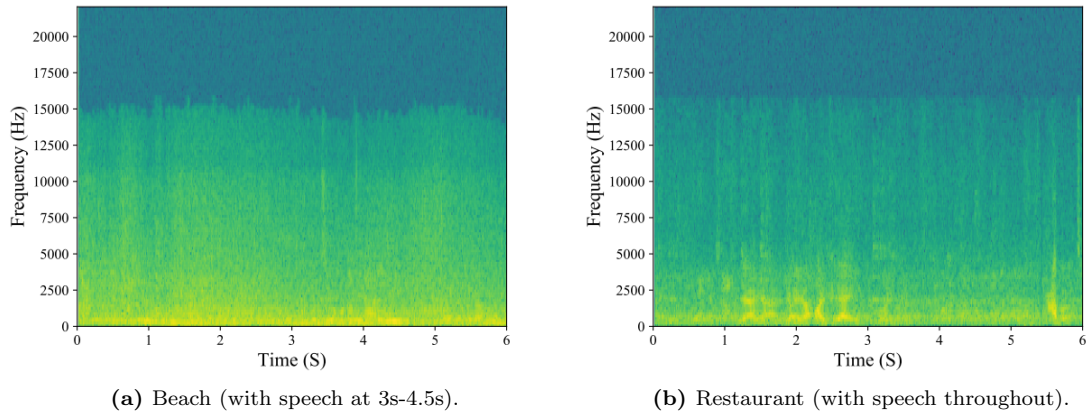 20000
17500
15000
12500
10000
7500
5000
2500
0
Frequency (Hz)
0 1 2 3 4 5 6
Time (S)
(a) Beach (with speech at 3s-4.5s).
20000
17500
15000
12500
10000
7500
5000
2500
0
Frequency (Hz)
0 1 2 3 4 5 6
Time (S)
(b) Restaurant (with speech throughout).